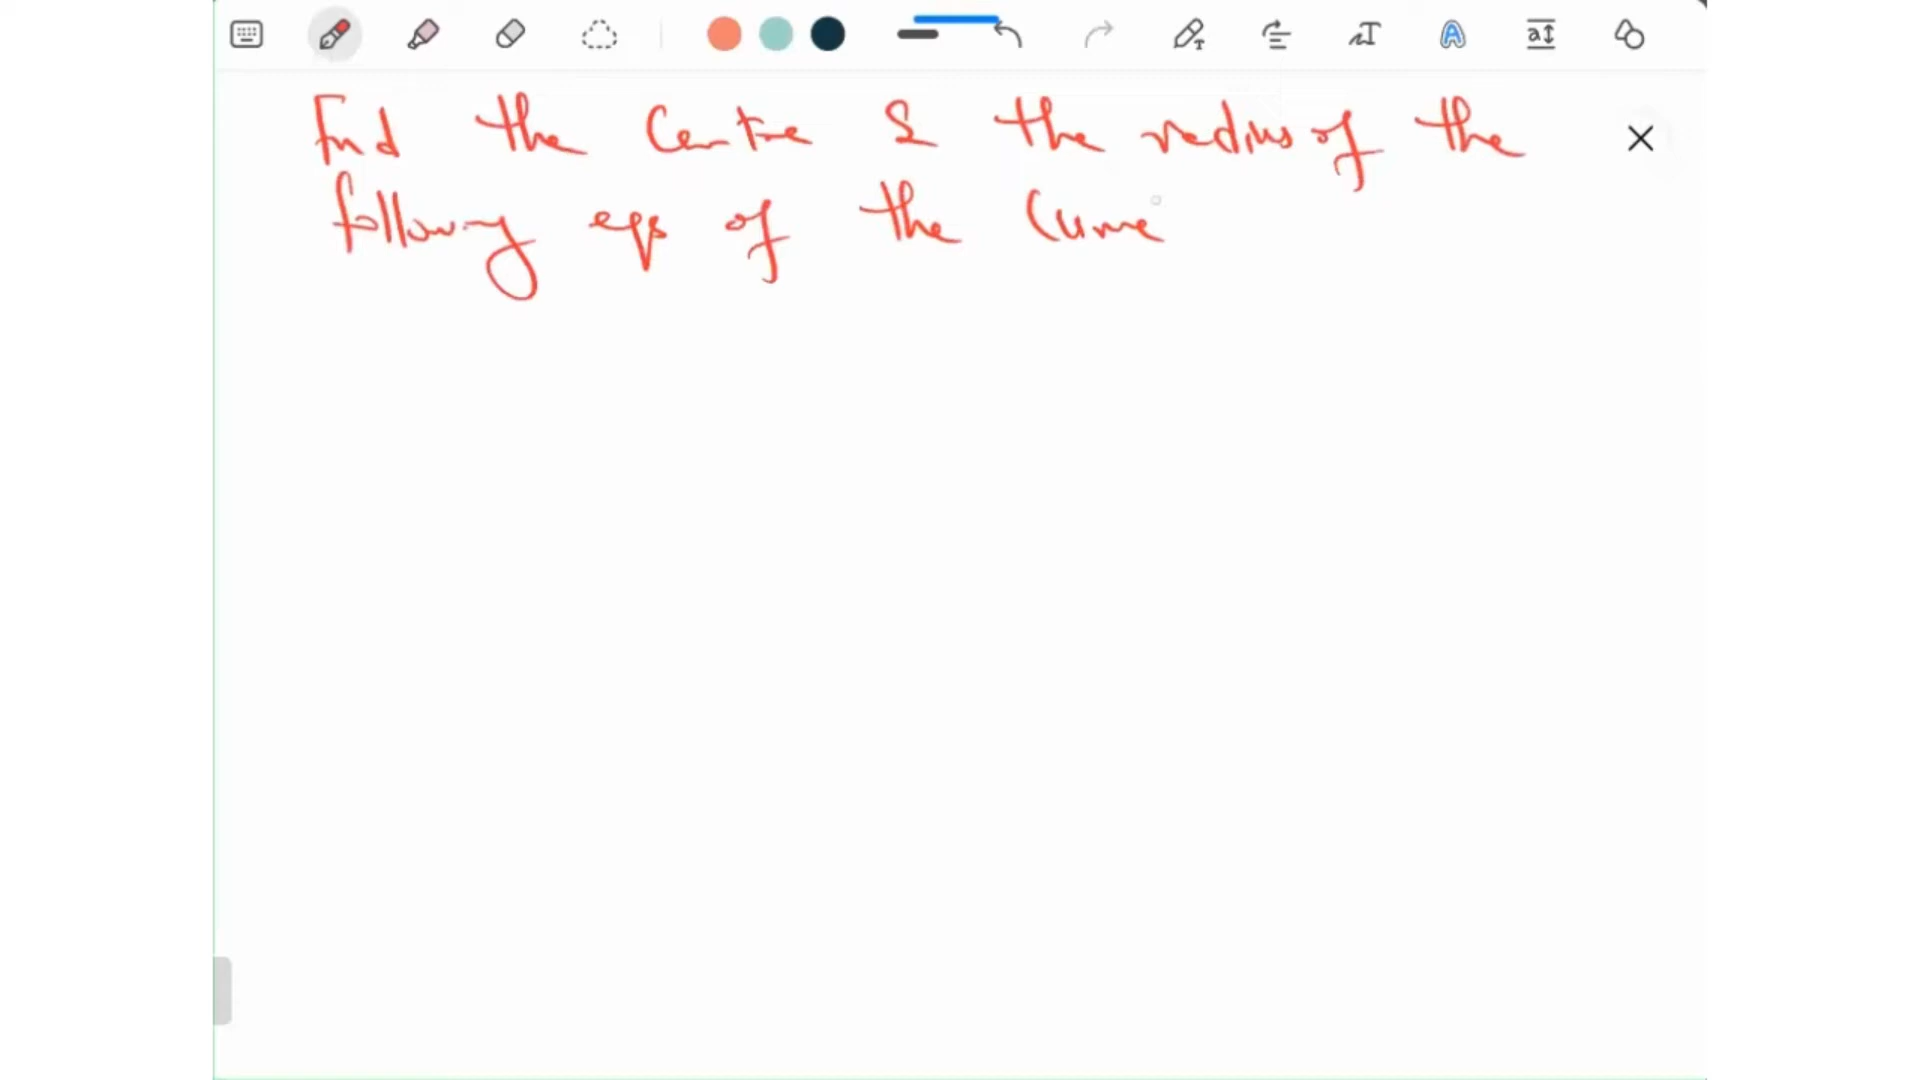 Find the Centre & the radius of the
following eqs of the Curve